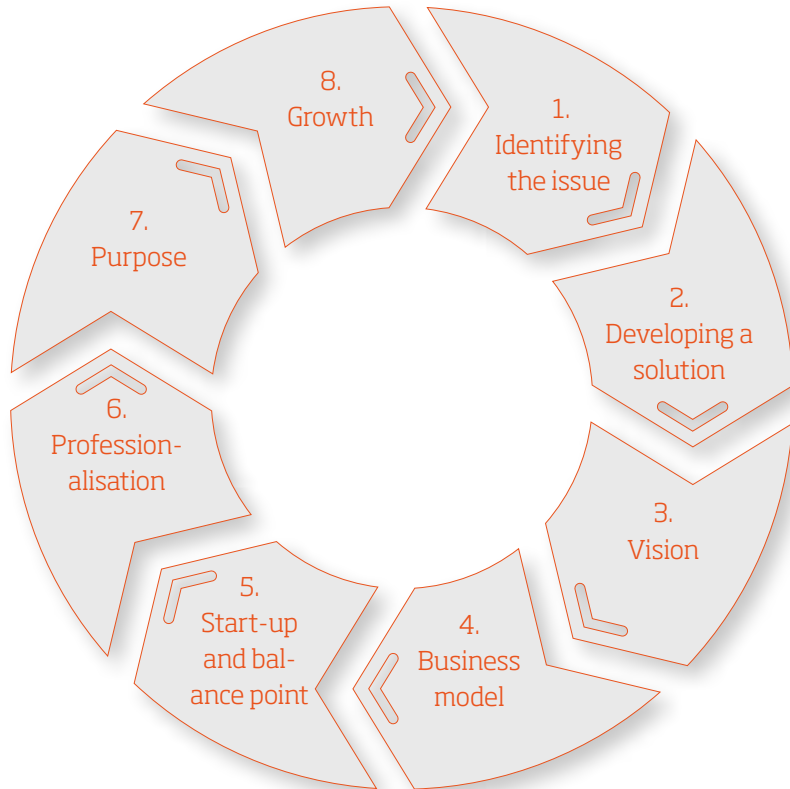 1.
Identifying
the issue
2.
Developing a
solution
3.
Vision
4.
Business
model
5.
Start-up
and bal-
ance point
6.
Profession-
alisation
7.
Purpose
8.
Growth